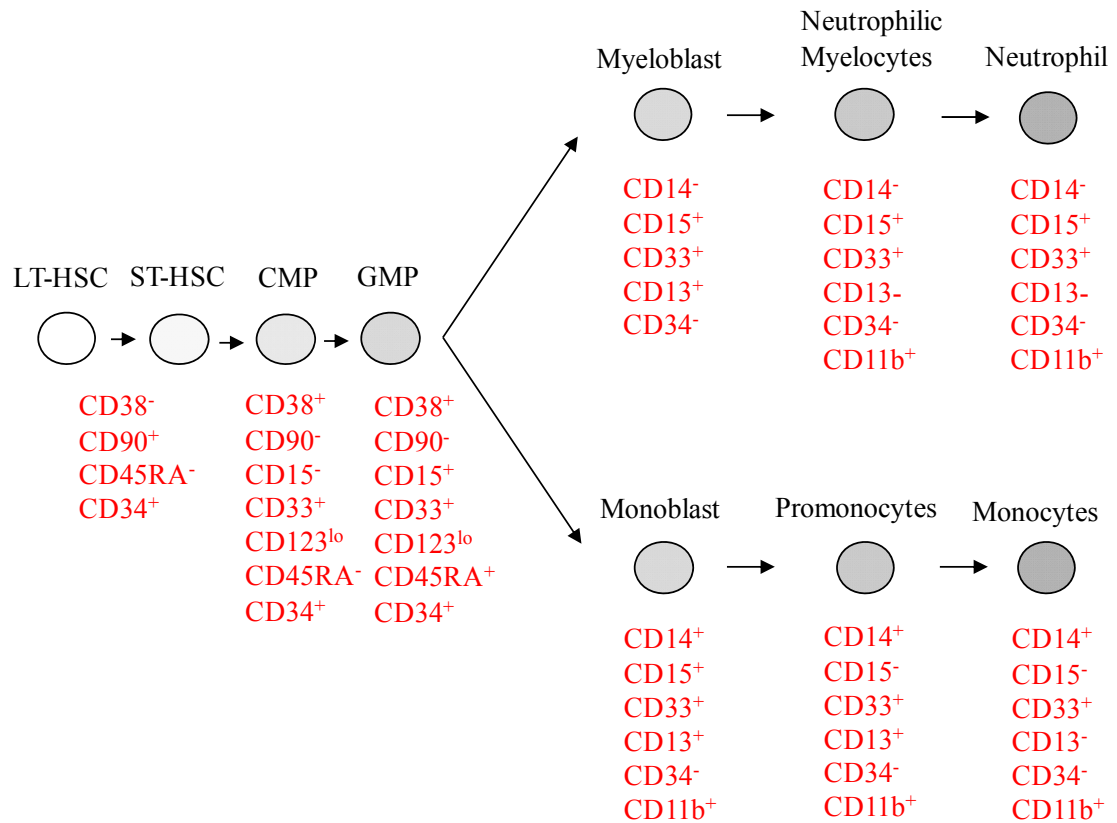 Myeloblast
Neutrophilic
Myelocytes
Neutrophil
CD14⁻
CD15⁺
CD33⁺
CD13⁺
CD34⁻
CD14⁻
CD15⁺
CD33⁺
CD13-
CD34⁻
CD11b⁺
CD14⁻
CD15⁺
CD33⁺
CD13-
CD34⁻
CD11b⁺
LT-HSC
ST-HSC
CMP
GMP
CD38⁻
CD90⁺
CD45RA⁻
CD34⁺
CD38⁺
CD90⁻
CD15⁻
CD33⁺
CD123ˡᵒ
CD45RA⁻
CD34⁺
CD38⁺
CD90⁻
CD15⁺
CD33⁺
CD123ˡᵒ
CD45RA⁺
CD34⁺
Monoblast
Promonocytes
Monocytes
CD14⁺
CD15⁺
CD33⁺
CD13⁺
CD34⁻
CD11b⁺
CD14⁺
CD15⁻
CD33⁺
CD13⁺
CD34⁻
CD11b⁺
CD14⁺
CD15⁻
CD33⁺
CD13⁻
CD34⁻
CD11b⁺